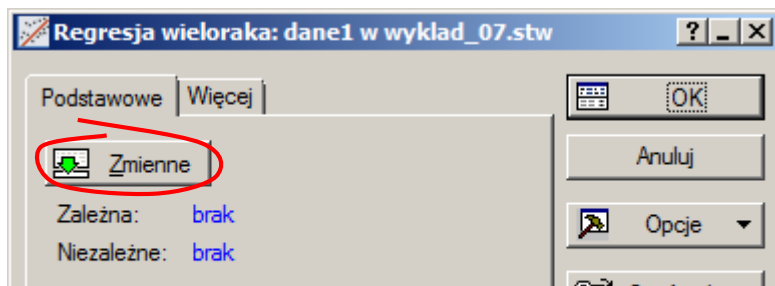 Regresja wieloraka: dane1 w wyklad_07.stw
Podstawowe Więcej
OK
Zmienne
Anuluj
Zależna: brak
Opcje
Niezależne: brak